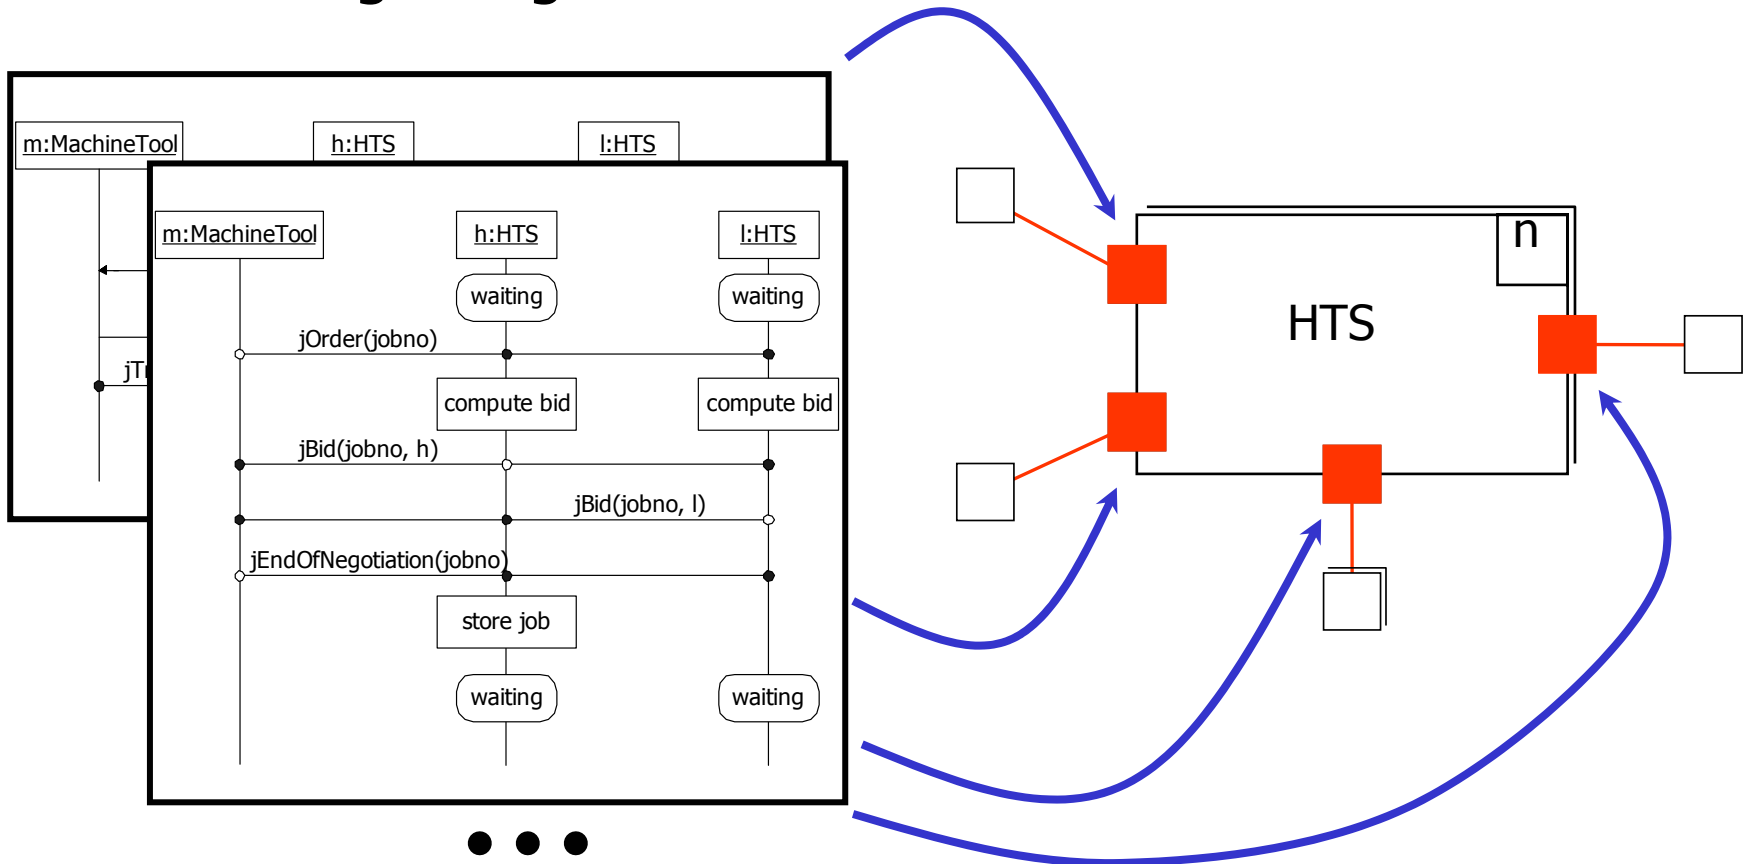 m:MachineTool
h:HTS
l:HTS
m:MachineTool
h:HTS
l:HTS
waiting
waiting
jOrder(jobno)
compute bid
compute bid
jBid(jobno, h)
jBid(jobno, l)
jEndOfNegotiation(jobno)
store job
waiting
waiting
n
HTS